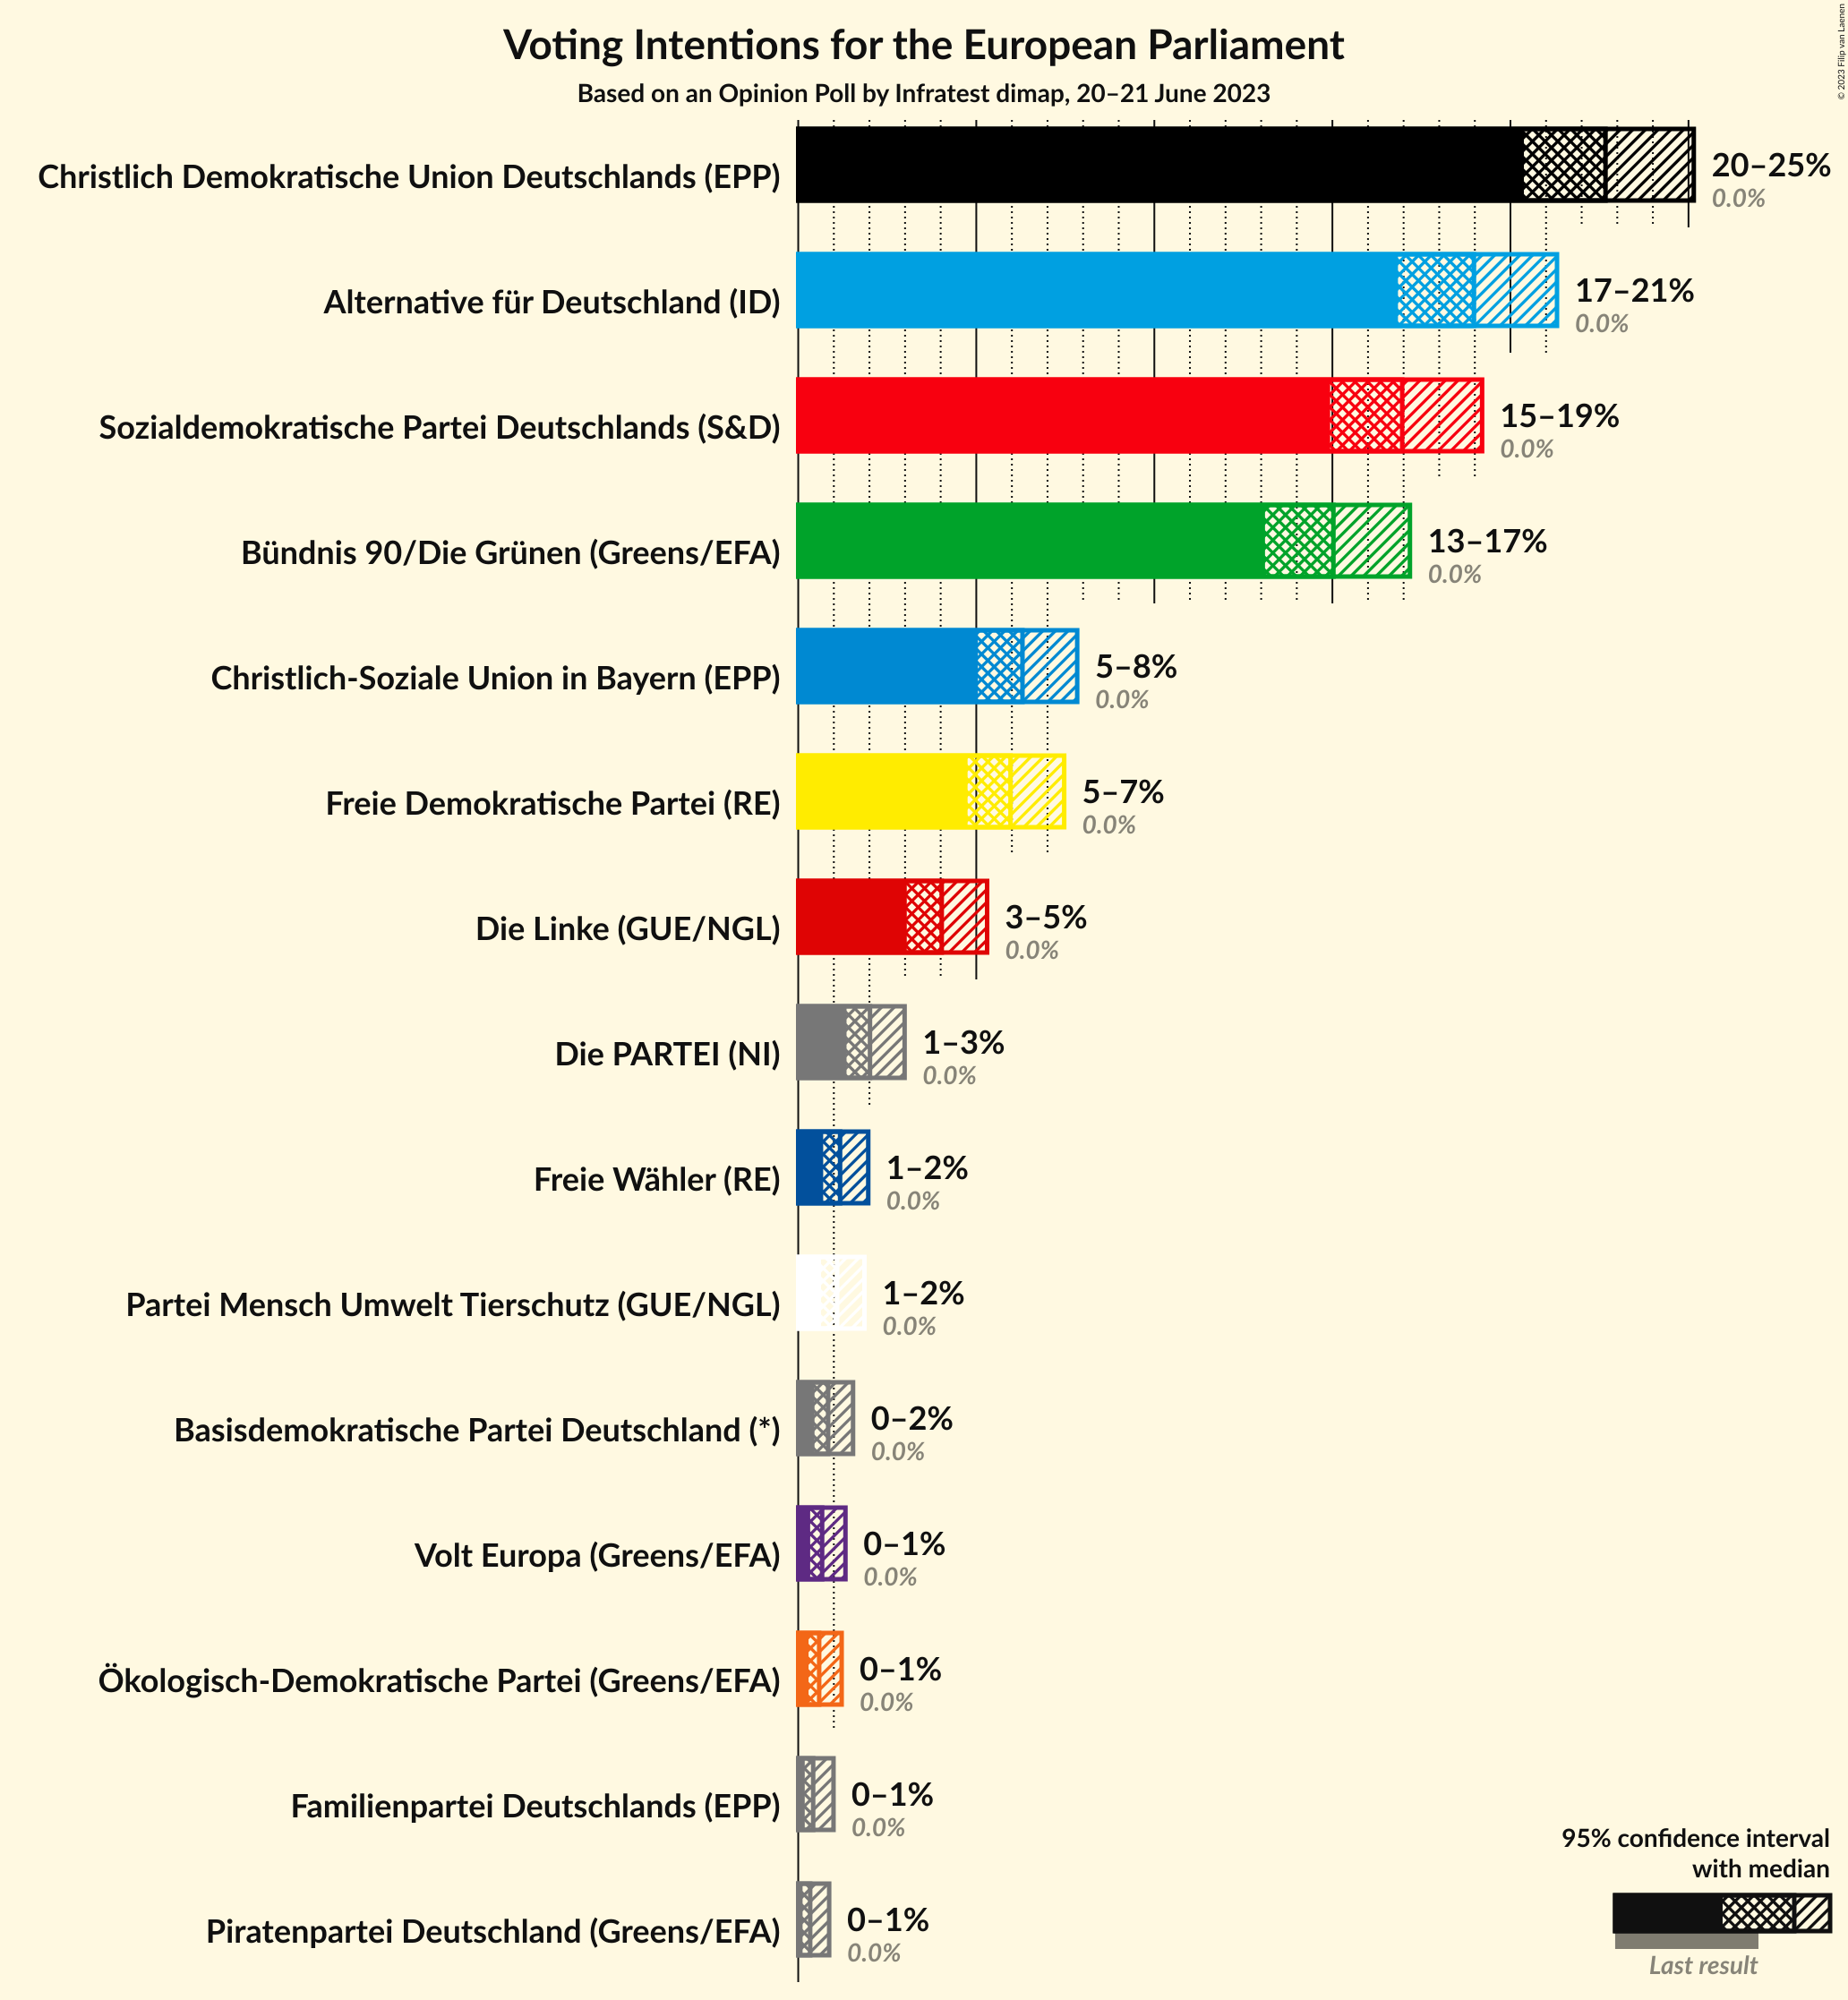 Voting Intentions for the European Parliament
Based on an Opinion Poll by Infratest dimap, 20–21 June 2023
© 2023 Filip van Laenen
Christlich Demokratische Union Deutschlands (EPP)
20–25%
0.0%
Alternative für Deutschland (ID)
17–21%
0.0%
Sozialdemokratische Partei Deutschlands (S&D)
15–19%
0.0%
Bündnis 90/Die Grünen (Greens/EFA)
13–17%
0.0%
Christlich-Soziale Union in Bayern (EPP)
5–8%
0.0%
Freie Demokratische Partei (RE)
5–7%
0.0%
Die Linke (GUE/NGL)
3–5%
0.0%
Die PARTEI (NI)
1–3%
0.0%
Freie Wähler (RE)
1–2%
0.0%
Partei Mensch Umwelt Tierschutz (GUE/NGL)
1–2%
0.0%
Basisdemokratische Partei Deutschland (*)
0–2%
0.0%
Volt Europa (Greens/EFA)
0–1%
0.0%
Ökologisch-Demokratische Partei (Greens/EFA)
0–1%
0.0%
Familienpartei Deutschlands (EPP)
0–1%
0.0%
Piratenpartei Deutschland (Greens/EFA)
0–1%
0.0%
95% confidence interval
with median
Last result